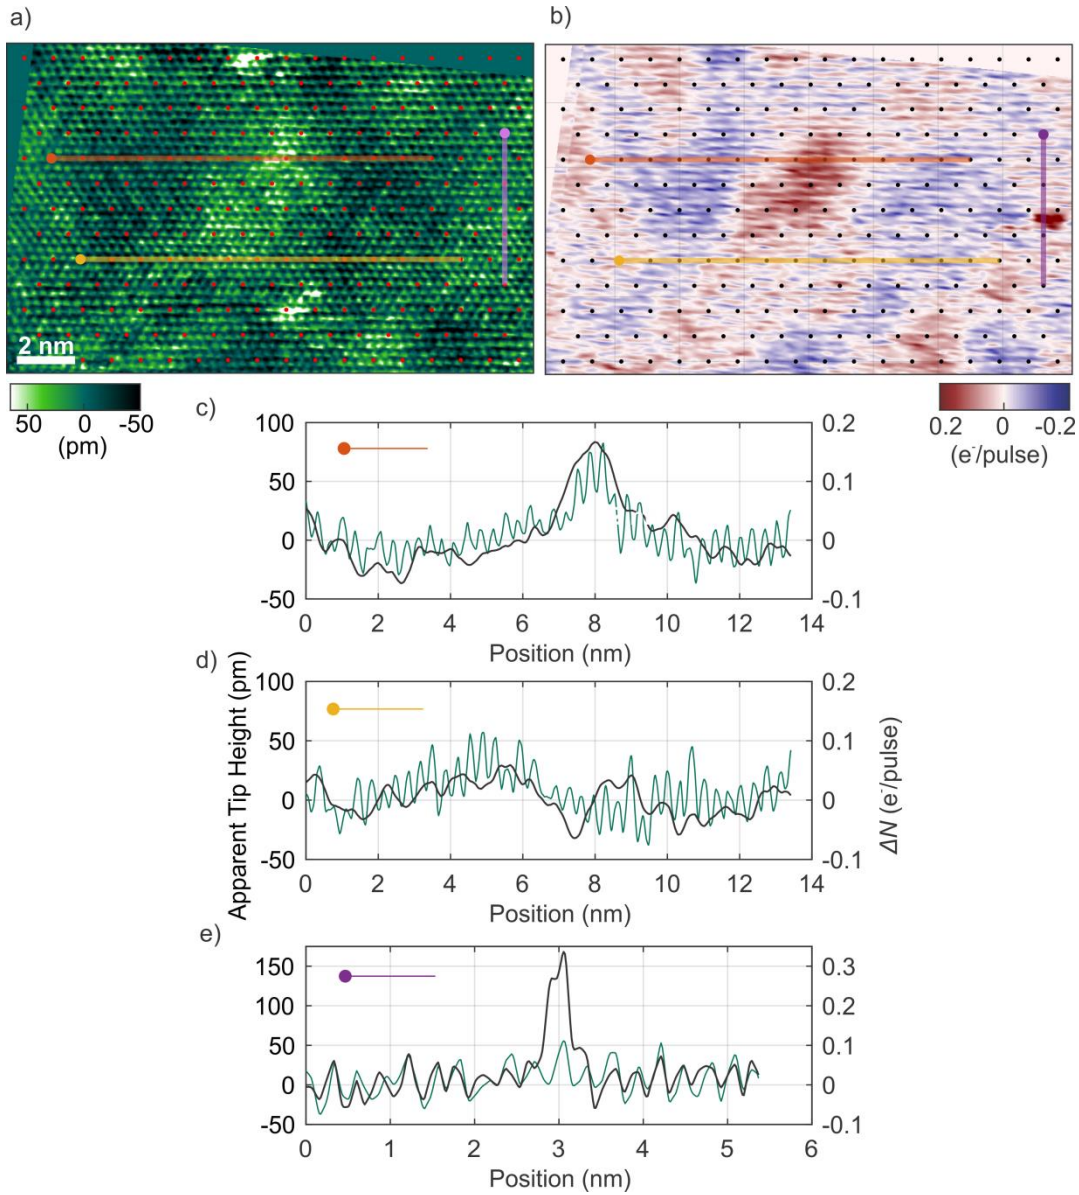 a)
b)
2 nm
50 0 -50
(pm)
0.2 0 -0.2
(e⁻/pulse)
c)
100
50
0
-50
0.2
0.1
0
-0.1
0 2 4 6 8 10 12 14
Position (nm)
d)
Apparent Tip Height (pm)
100
50
0
-50
0.2
0.1
0
-0.1
ΔN (e⁻/pulse)
0 2 4 6 8 10 12 14
Position (nm)
e)
150
100
50
0
-50
0.3
0.2
0.1
0
-0.1
0 1 2 3 4 5 6
Position (nm)